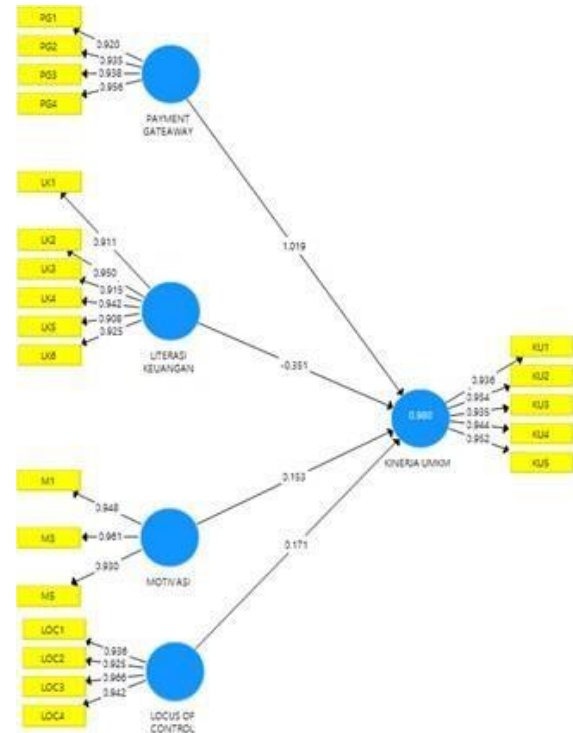 PG1
0.920
PG2
0.935
PG3
0.938
PG4
0.956
PAYMENT
GATEAWAY
LK1
0.911
1.019
LK2
0.950
LK3
0.915
LK4
0.942
LK5
0.908
LK6
0.925
LITERASI
KEUANGAN
-0.351
KU1
0.936
KU2
0.954
0.980
KU3
0.935
KU4
0.944
KU5
0.952
KINERJA UMKM
M1
0.948
0.153
M3
0.961
M5
0.930
MOTIVASI
0.171
LOC1
0.936
LOC2
0.925
LOC3
0.966
LOC4
0.942
LOCUS OF
CONTROL